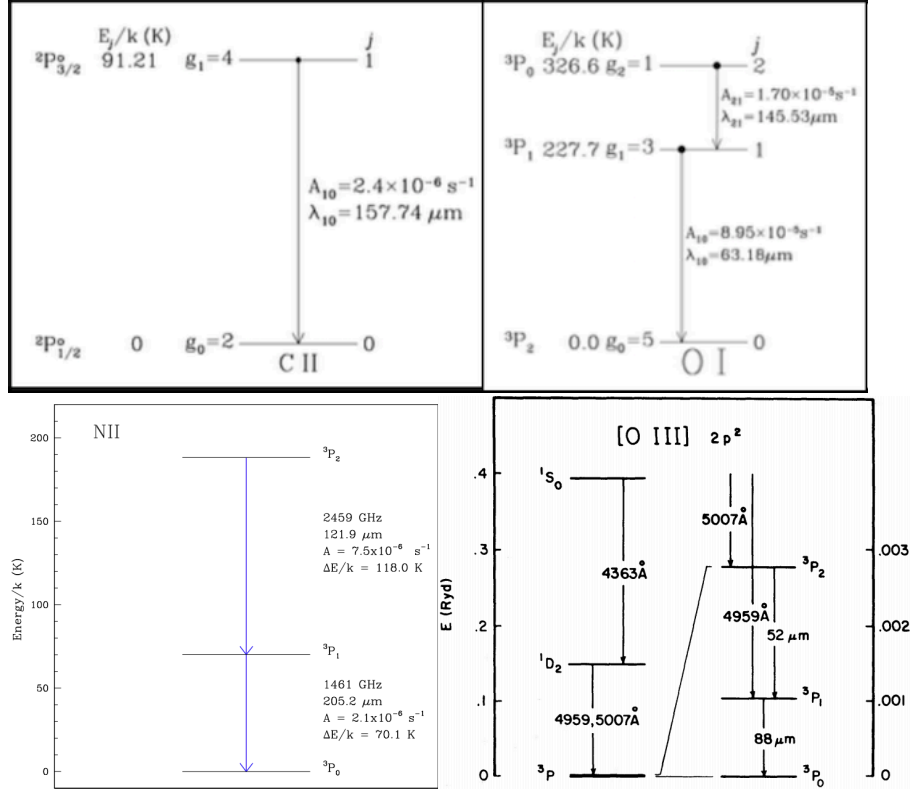 E_j/k (K) j
²P°₃/₂ 91.21 g₁=4 1
A₁₀=2.4×10⁻⁶ s⁻¹
λ₁₀=157.74 μm
²P°₁/₂ 0 g₀=2 0
C II
E_j/k (K) j
³P₀ 326.6 g₂=1 2
A₂₁=1.70×10⁻⁵s⁻¹
λ₂₁=145.53μm
³P₁ 227.7 g₁=3 1
A₁₀=8.95×10⁻⁵s⁻¹
λ₁₀=63.18μm
³P₂ 0.0 g₀=5 0
O I
NII
Energy/k (K)
200
150
100
50
0
³P₂
2459 GHz
121.9 μm
A = 7.5x10⁻⁶ s⁻¹
ΔE/k = 118.0 K
³P₁
1461 GHz
205.2 μm
A = 2.1x10⁻⁶ s⁻¹
ΔE/k = 70.1 K
³P₀
[O III] 2p²
E (Ryd)
.4
.3
.2
.1
0
¹S₀
4363Å
¹D₂
4959,5007Å
³P
5007Å
³P₂
4959Å
52 μm
³P₁
88 μm
³P₀
0.003
0.002
0.001
0